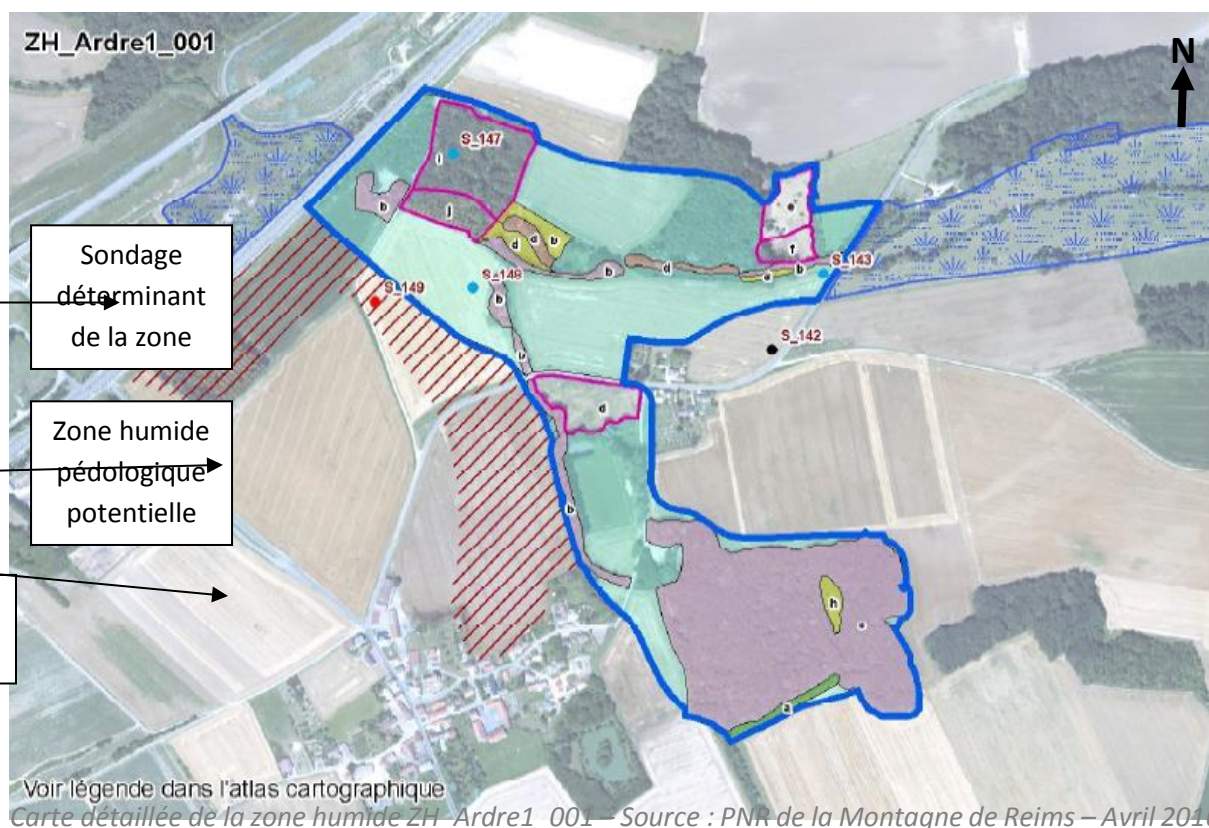 ZH_Ardre1_001
N
S_147
i
b
j
d
d
b
e
f
b
d
a
b
S_143
S_148
b
S_149
S_142
b
d
b
h
a
Sondage
déterminant
de la zone
Zone humide
pédologique
potentielle
Voir légende dans l'atlas cartographique
Carte détaillée de la zone humide ZH_Ardre1_001 – Source : PNR de la Montagne de Reims – Avril